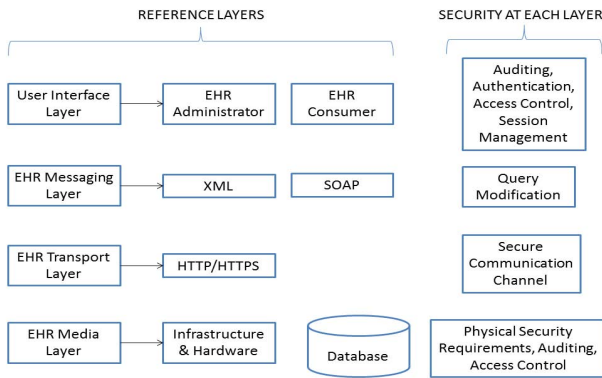 REFERENCE LAYERS
SECURITY AT EACH LAYER
User Interface
Layer
EHR
Administrator
EHR
Consumer
Auditing,
Authentication,
Access Control,
Session
Management
EHR Messaging
Layer
XML
SOAP
Query
Modification
EHR Transport
Layer
HTTP/HTTPS
Secure
Communication
Channel
EHR Media
Layer
Infrastructure
& Hardware
Database
Physical Security
Requirements, Auditing,
Access Control